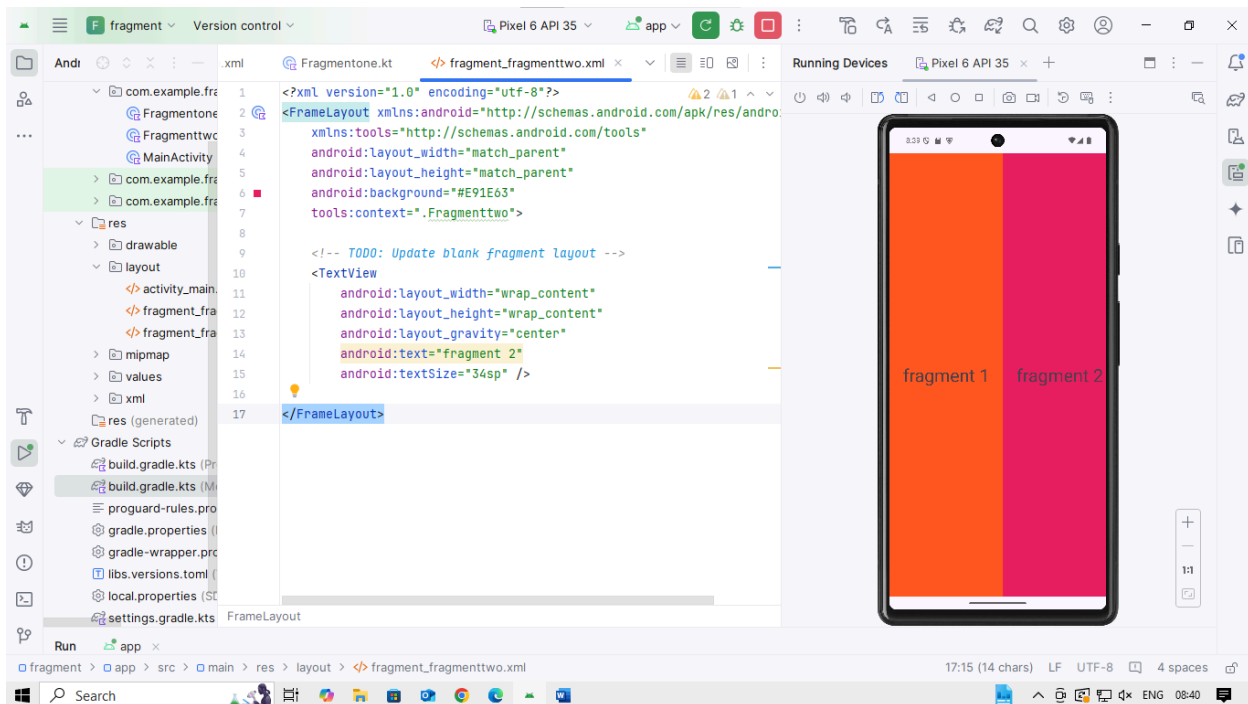 F fragment Version control Pixel 6 API 35 app
Andr .xml Fragmentone.kt fragment_fragmenttwo.xml Running Devices Pixel 6 API 35
com.example.fra
Fragmentone
Fragmenttwo
MainActivity
com.example.fra
com.example.fra
res
drawable
layout
activity_main.
fragment_fra
fragment_fra
mipmap
values
xml
res (generated)
Gradle Scripts
build.gradle.kts (Pr
build.gradle.kts (M
proguard-rules.pro
gradle.properties (
gradle-wrapper.pro
libs.versions.toml (
local.properties (SD
settings.gradle.kts
1 <?xml version="1.0" encoding="utf-8"?> 2 1
2 <FrameLayout xmlns:android="http://schemas.android.com/apk/res/andro
3 xmlns:tools="http://schemas.android.com/tools"
4 android:layout_width="match_parent"
5 android:layout_height="match_parent"
6 android:background="#E91E63"
7 tools:context=".Fragmenttwo">
8
9 <!-- TODO: Update blank fragment layout -->
10 <TextView
11 android:layout_width="wrap_content"
12 android:layout_height="wrap_content"
13 android:layout_gravity="center"
14 android:text="fragment 2"
15 android:textSize="34sp" />
16
17 </FrameLayout>
FrameLayout
8:39
fragment 1 fragment 2
1:1
Run app
fragment > app > src > main > res > layout > fragment_fragmenttwo.xml 17:15 (14 chars) LF UTF-8 4 spaces
Search ENG 08:40